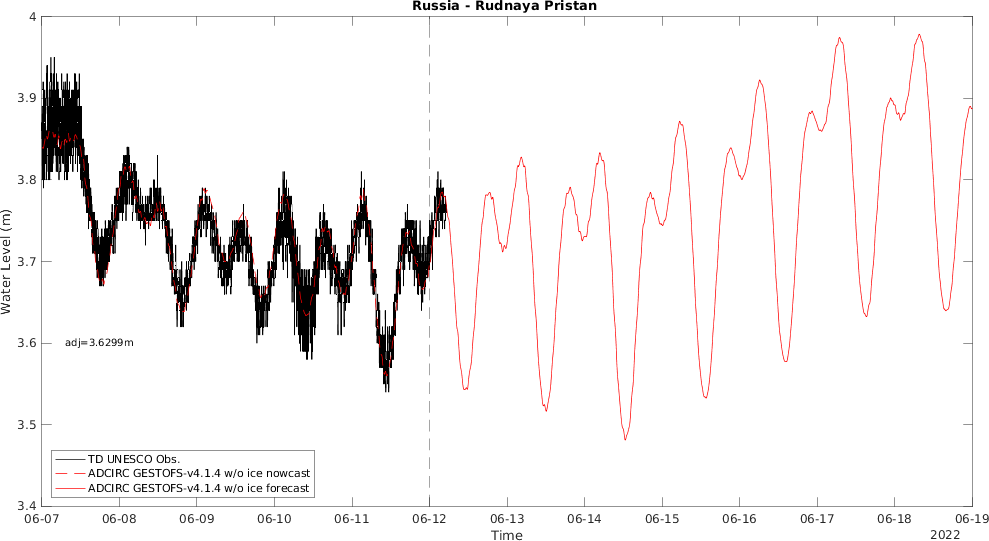 Russia - Rudnaya Pristan
Water Level (m)
4
3.9
3.8
3.7
3.6
3.5
3.4
adj=3.6299m
TD UNESCO Obs.
ADCIRC GESTOFS-v4.1.4 w/o ice nowcast
ADCIRC GESTOFS-v4.1.4 w/o ice forecast
06-07 06-08 06-09 06-10 06-11 06-12 06-13 06-14 06-15 06-16 06-17 06-18 06-19
Time
2022